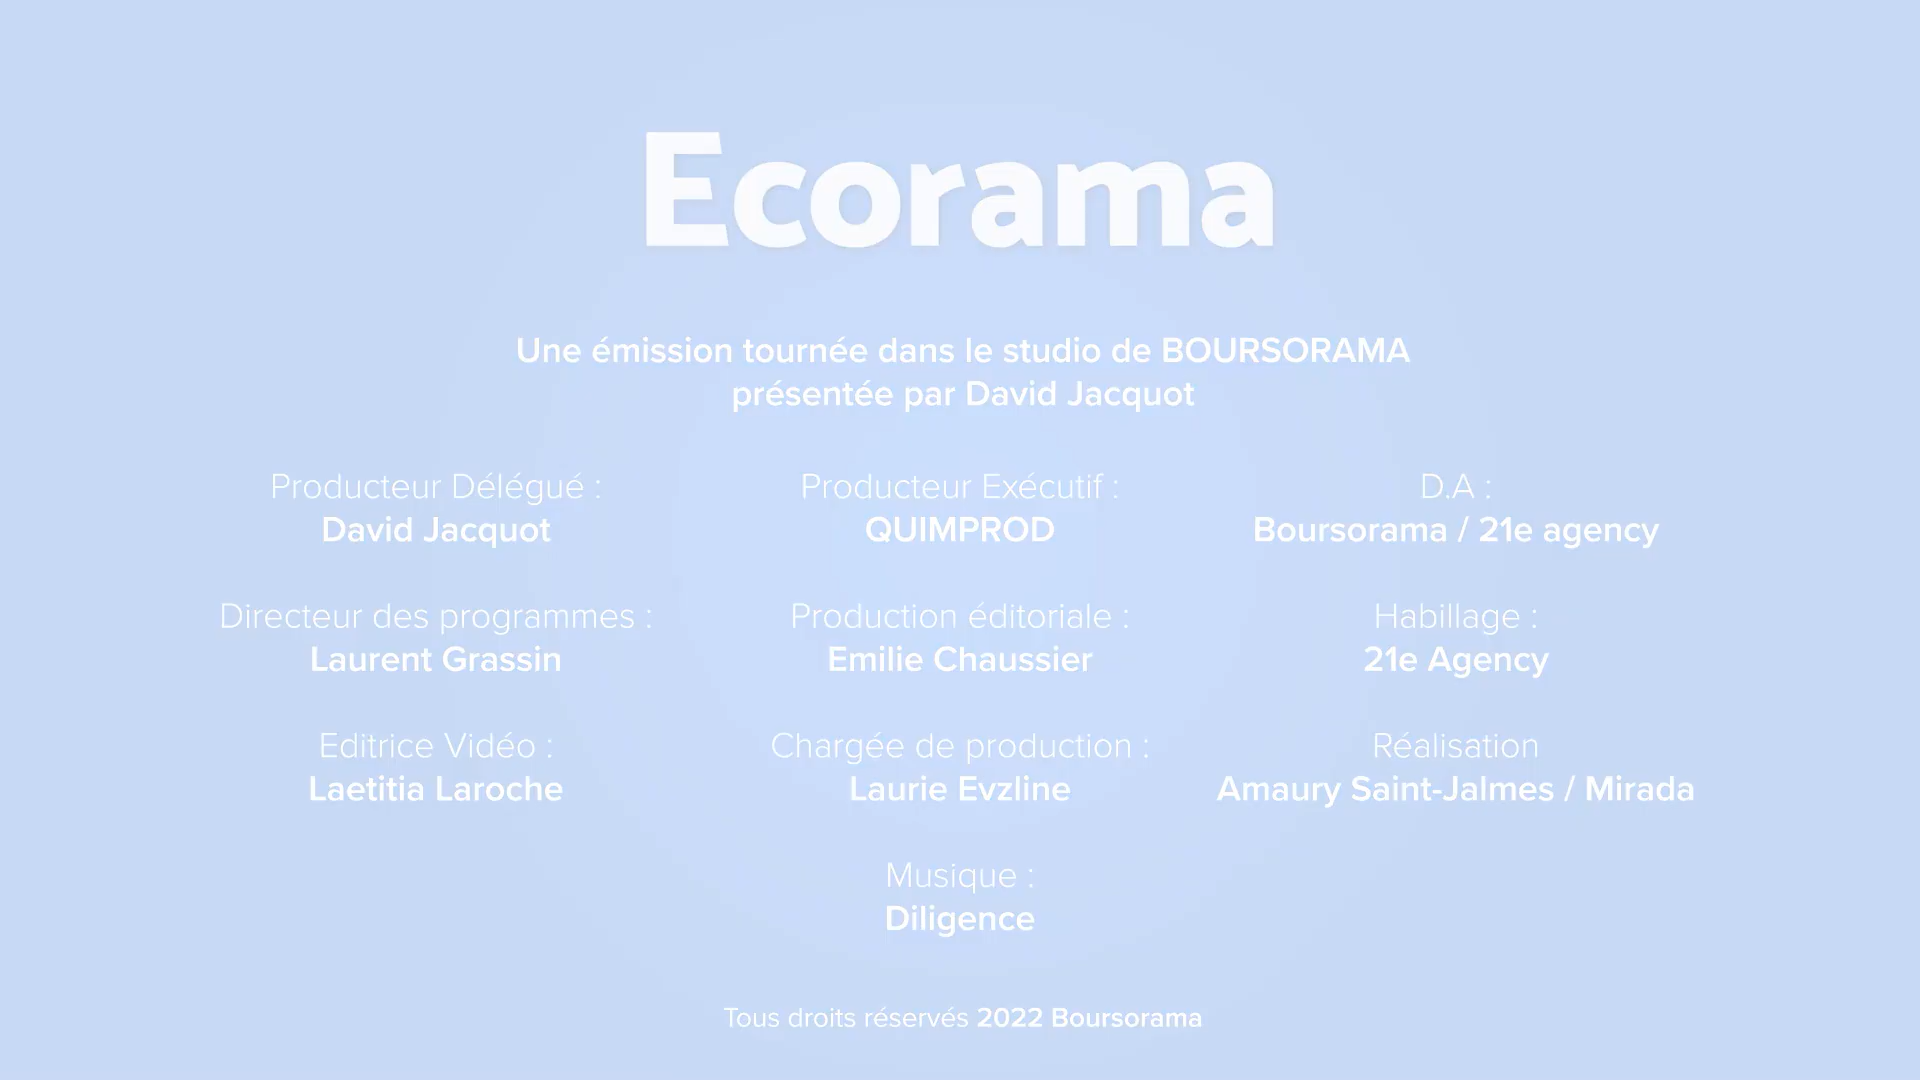 Ecorama
Une émission tournée dans le studio de BOURSORAMA
présentée par David Jacquot
Producteur Délégué :
David Jacquot
Producteur Exécutif :
QUIMPROD
D.A :
Boursorama / 21e agency
Directeur des programmes :
Laurent Grassin
Production éditoriale :
Emilie Chaussier
Habillage :
21e Agency
Editrice Vidéo :
Laetitia Laroche
Chargée de production :
Laurie Evzline
Réalisation
Amaury Saint-Jalmes / Mirada
Musique :
Diligence
Tous droits réservés 2022 Boursorama